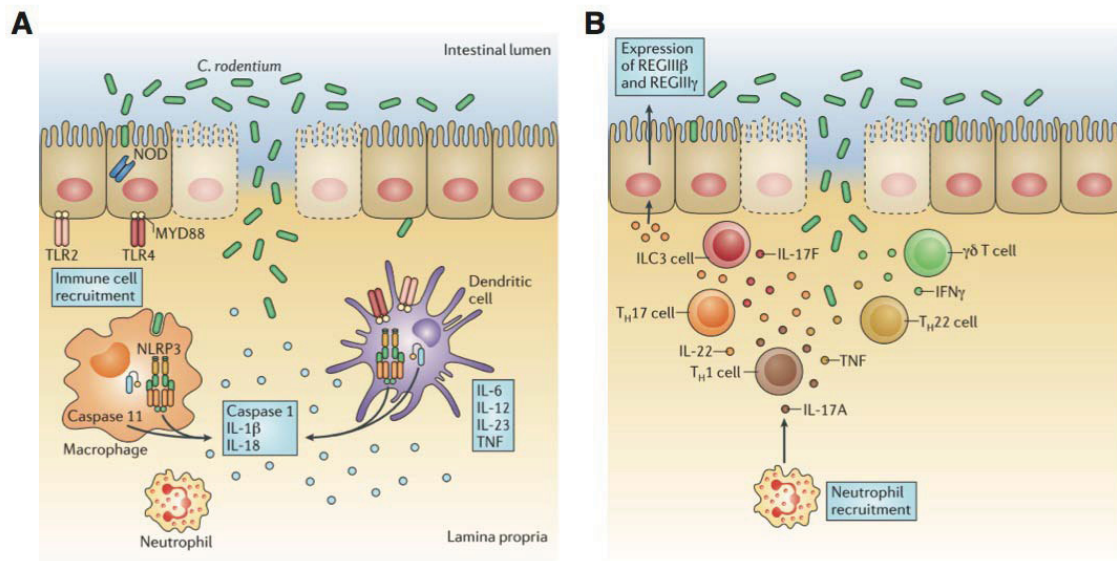 A
Intestinal lumen
C. rodentium
NOD
MYD88
TLR2
TLR4
Immune cell
recruitment
Dendritic
cell
NLRP3
Caspase 11
Macrophage
Caspase 1
IL-1β
IL-18
IL-6
IL-12
IL-23
TNF
Neutrophil
Lamina propria
B
Expression
of REGIIIβ
and REGIIIγ
ILC3 cell
IL-17F
γδ T cell
IFNγ
TH17 cell
TH22 cell
IL-22
TNF
TH1 cell
IL-17A
Neutrophil
recruitment